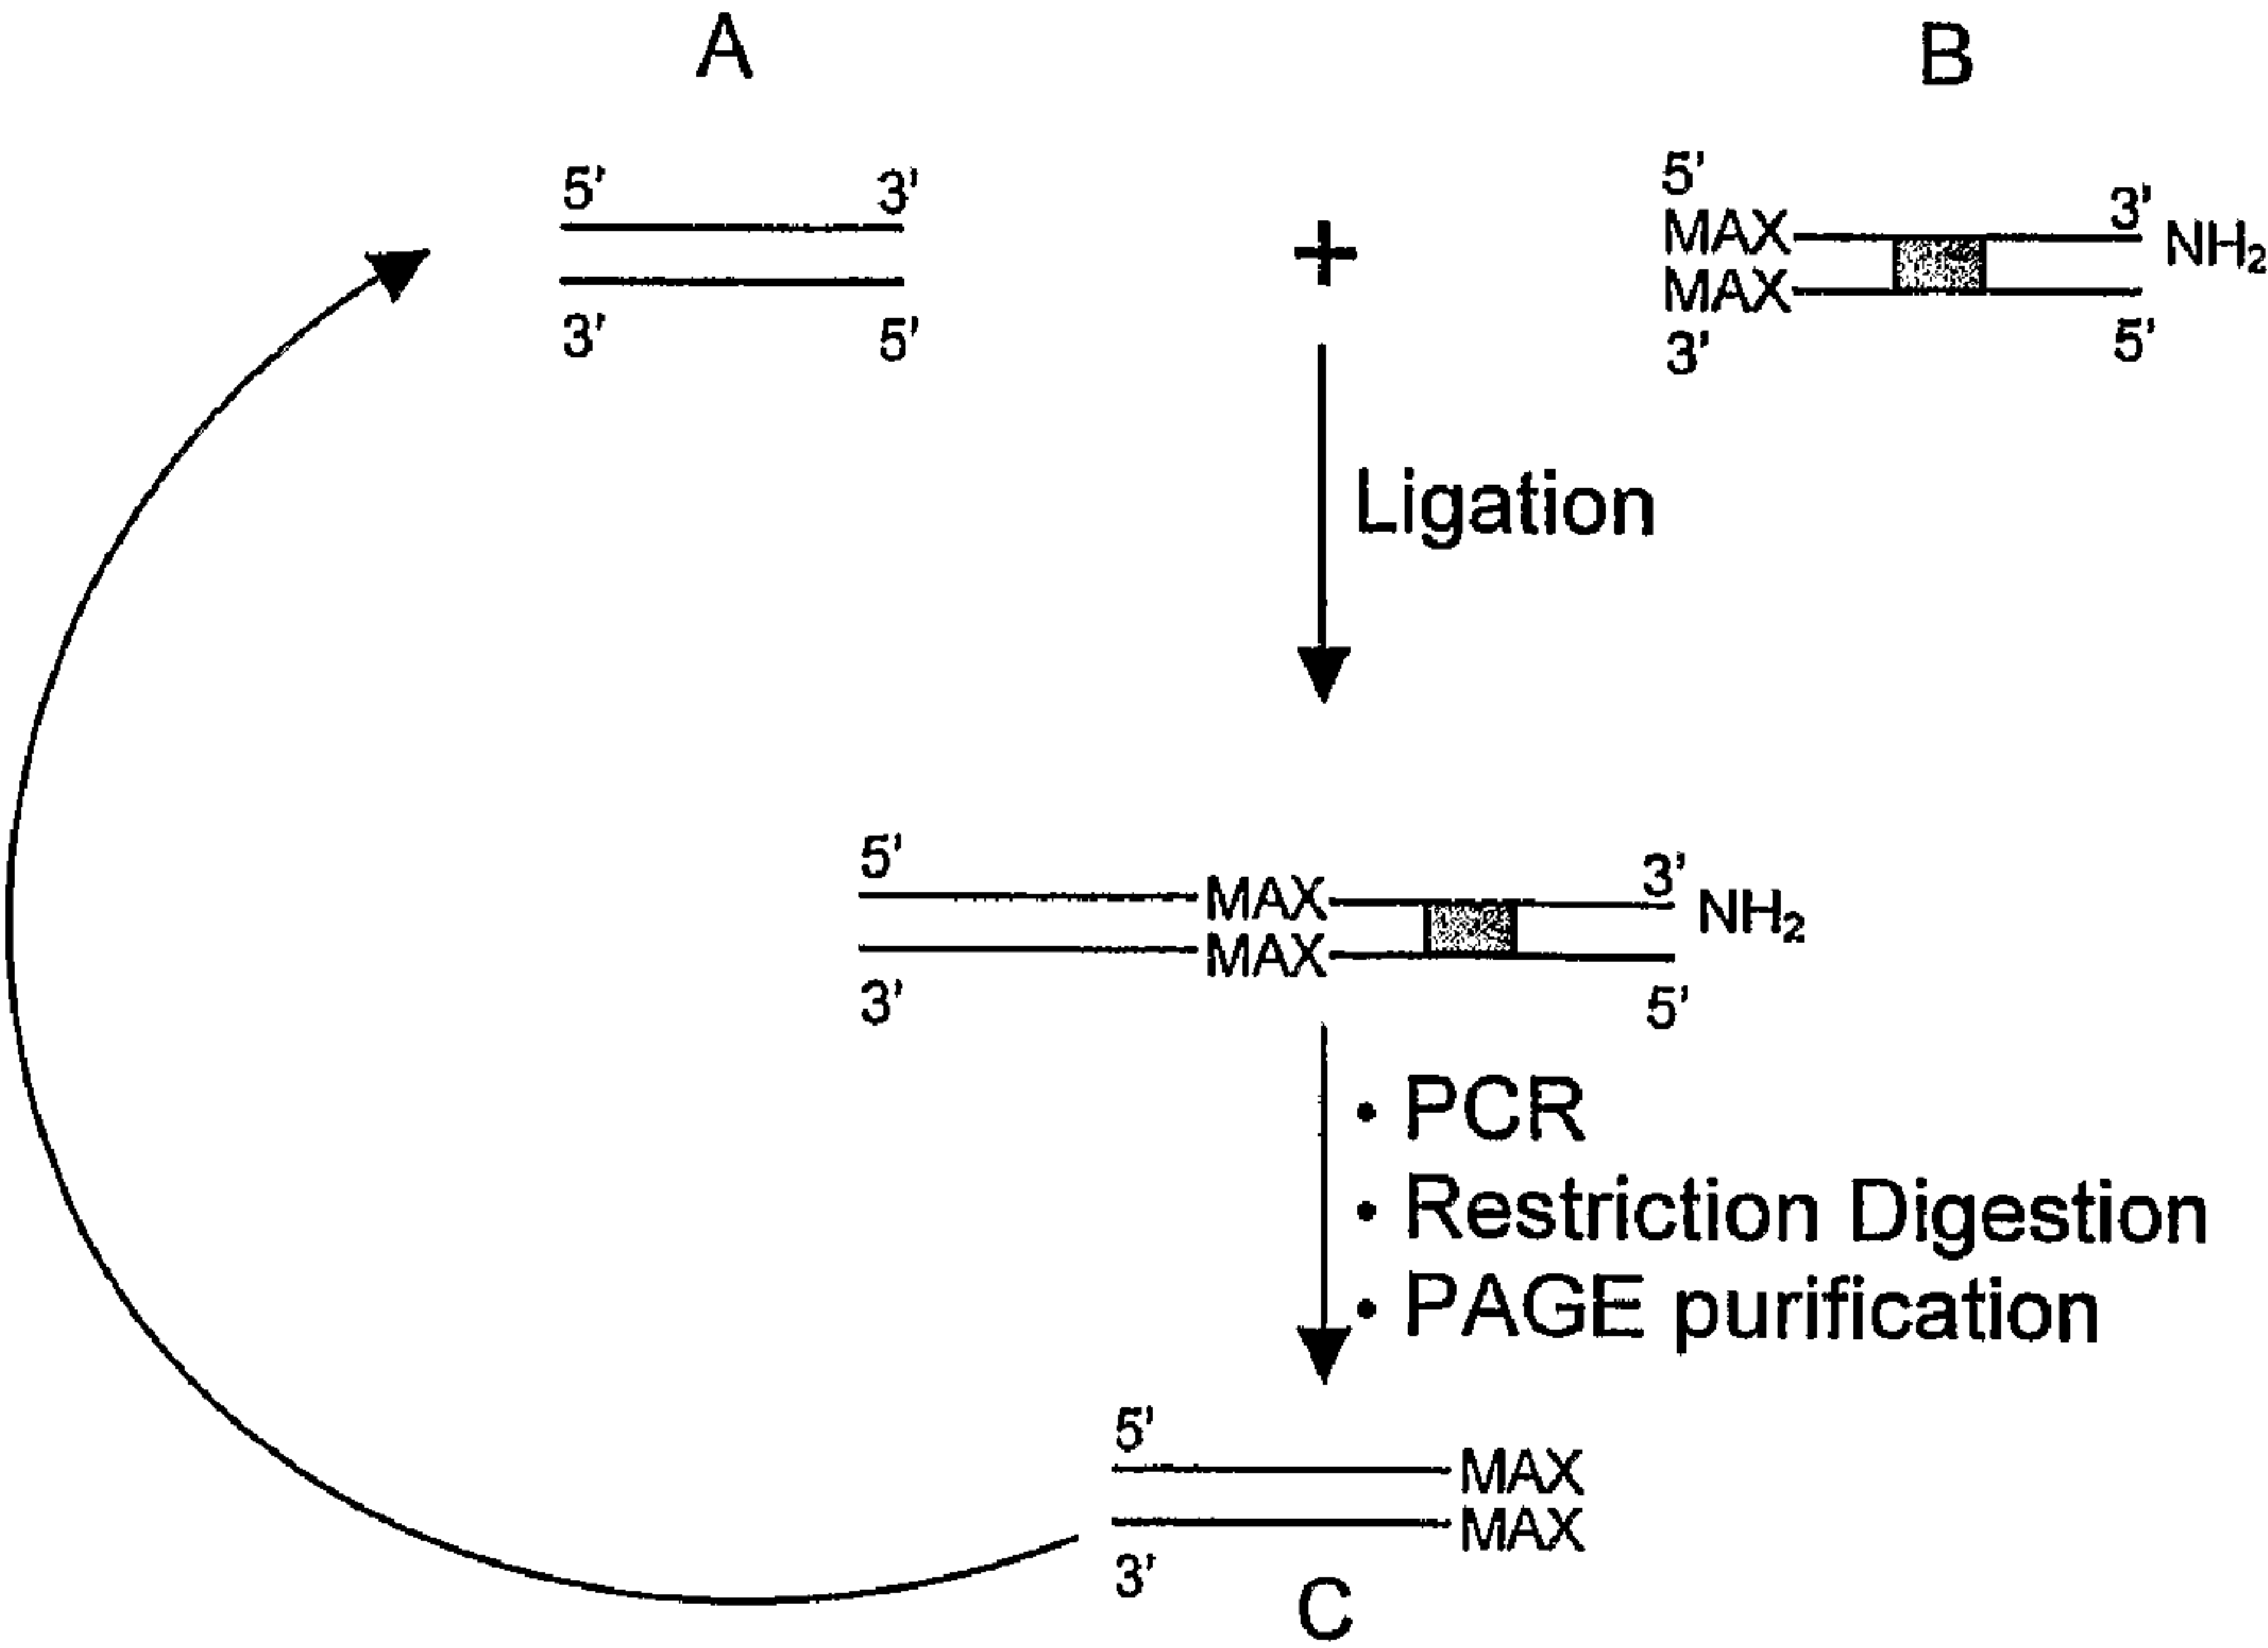 A
B
5'
3'
3'
5'
+
5'
MAX
3'
NH₂
MAX
3'
5'
Ligation
5'
MAX
3'
NH₂
MAX
3'
5'
• PCR
• Restriction Digestion
• PAGE purification
5'
MAX
MAX
3'
C